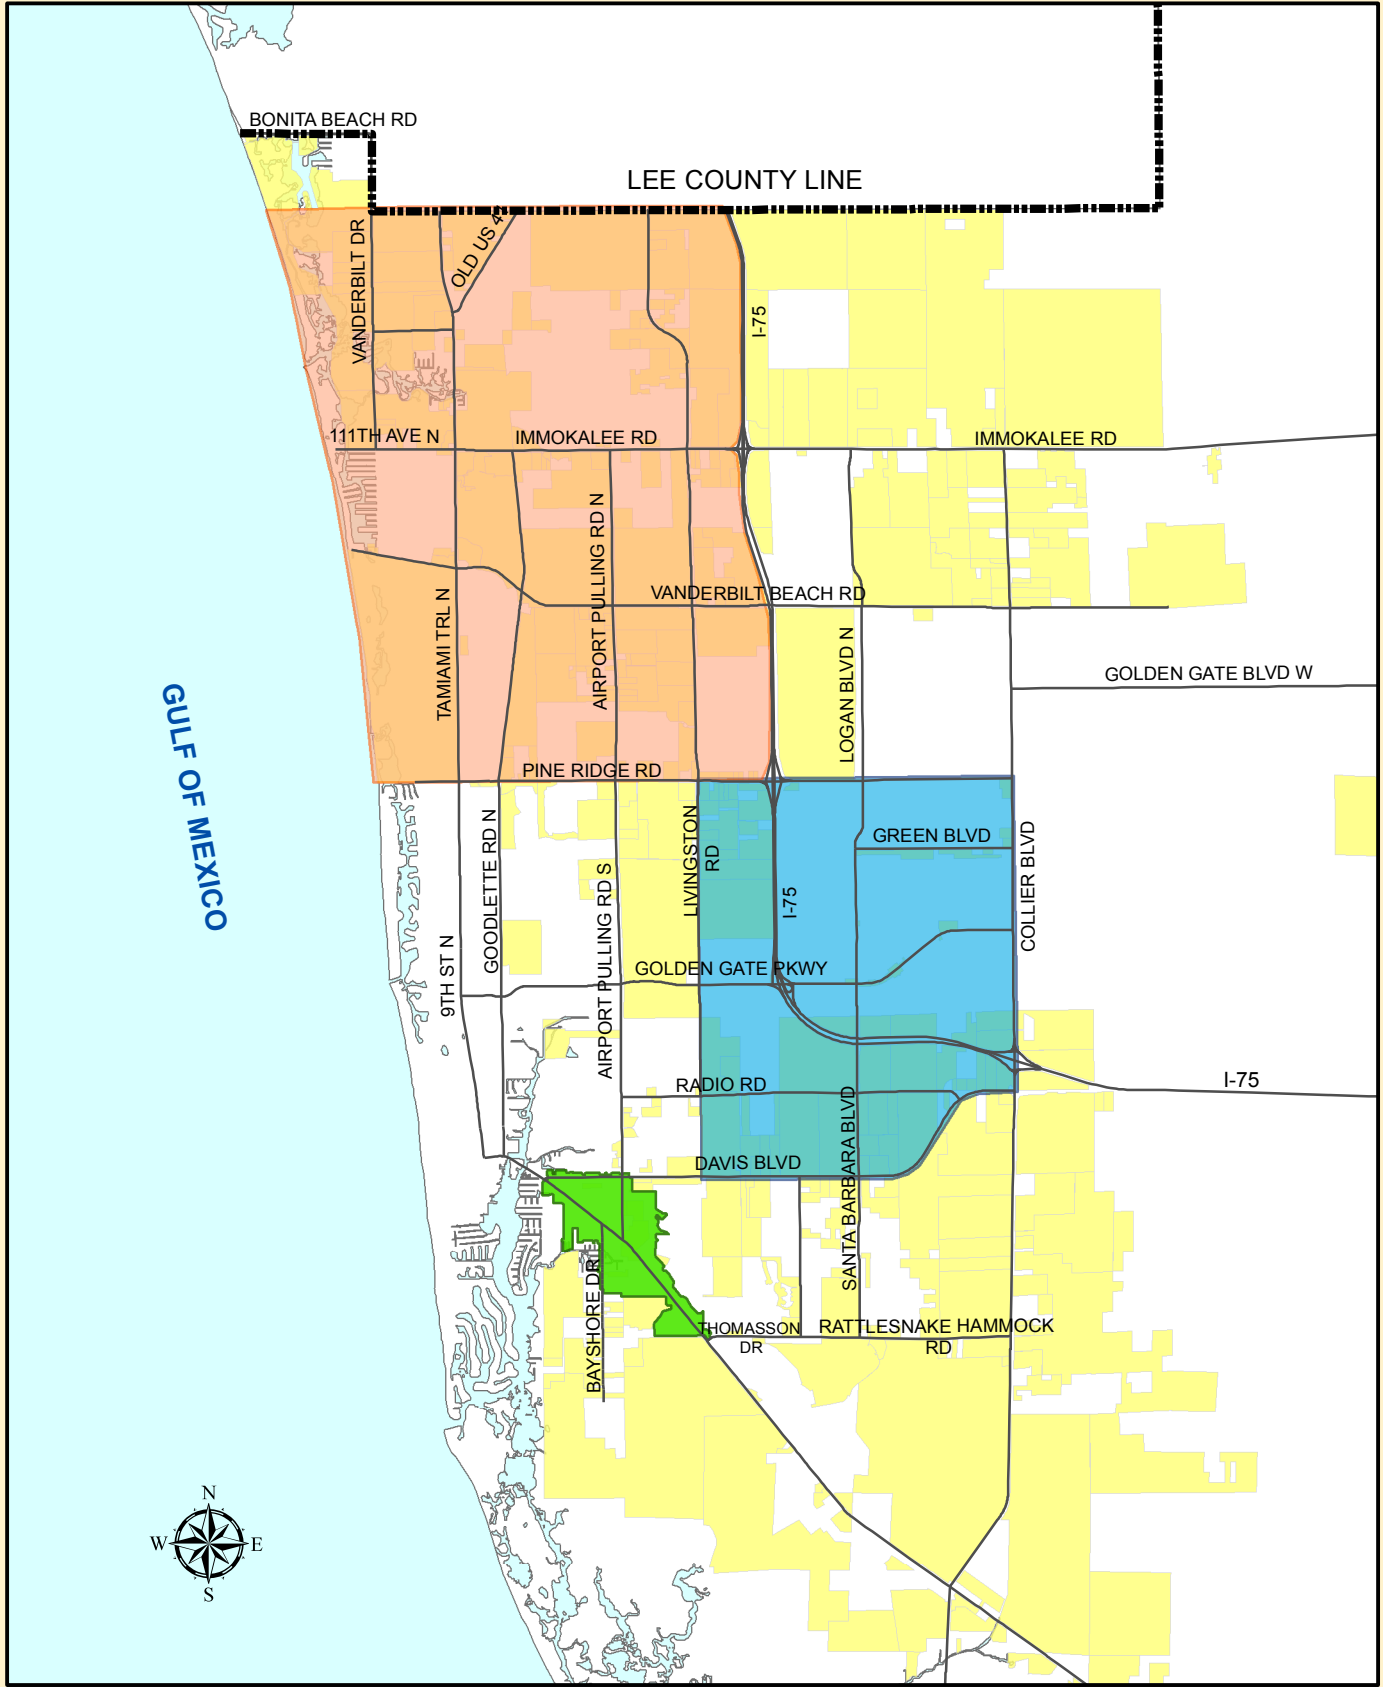 BONITA BEACH RD
LEE COUNTY LINE
VANDERBILT DR
OLD US 41
I-75
111TH AVE N
IMMOKALEE RD
IMMOKALEE RD
AIRPORT PULLING RD N
VANDERBILT BEACH RD
TAMIAMI TRL N
LOGAN BLVD N
GOLDEN GATE BLVD W
GULF OF MEXICO
PINE RIDGE RD
GOODLETTE RD N
LIVINGSTON
RD
GREEN BLVD
COLLIER BLVD
I-75
9TH ST N
AIRPORT PULLING RD S
GOLDEN GATE PKWY
RADIO RD
I-75
SANTA BARBARA BLVD
DAVIS BLVD
BAYSHORE DR
THOMASSON
DR
RATTLESNAKE HAMMOCK
RD
N
W
E
S